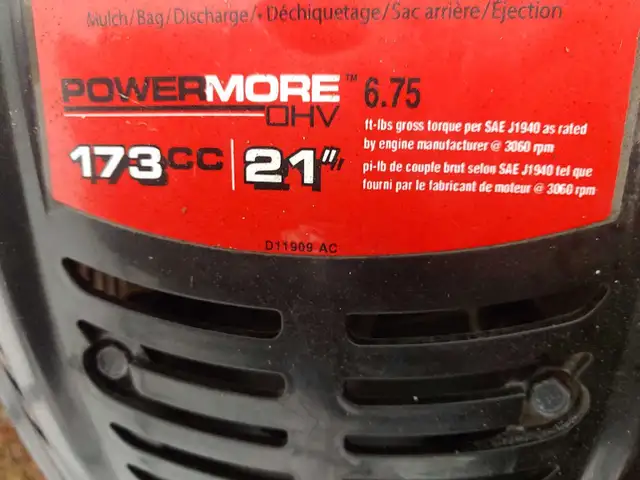 Mulch/Bag/Discharge/• Déchiquetage/Sac arrière/Éjection
POWERMORE™ 6.75
OHV
ft-lbs gross torque per SAE J1940 as rated
by engine manufacturer @ 3060 rpm
173CC | 21"
pi-lb de couple brut selon SAE J1940 tel que
fourni par le fabricant de moteur @ 3060 rpm
D11909 AC